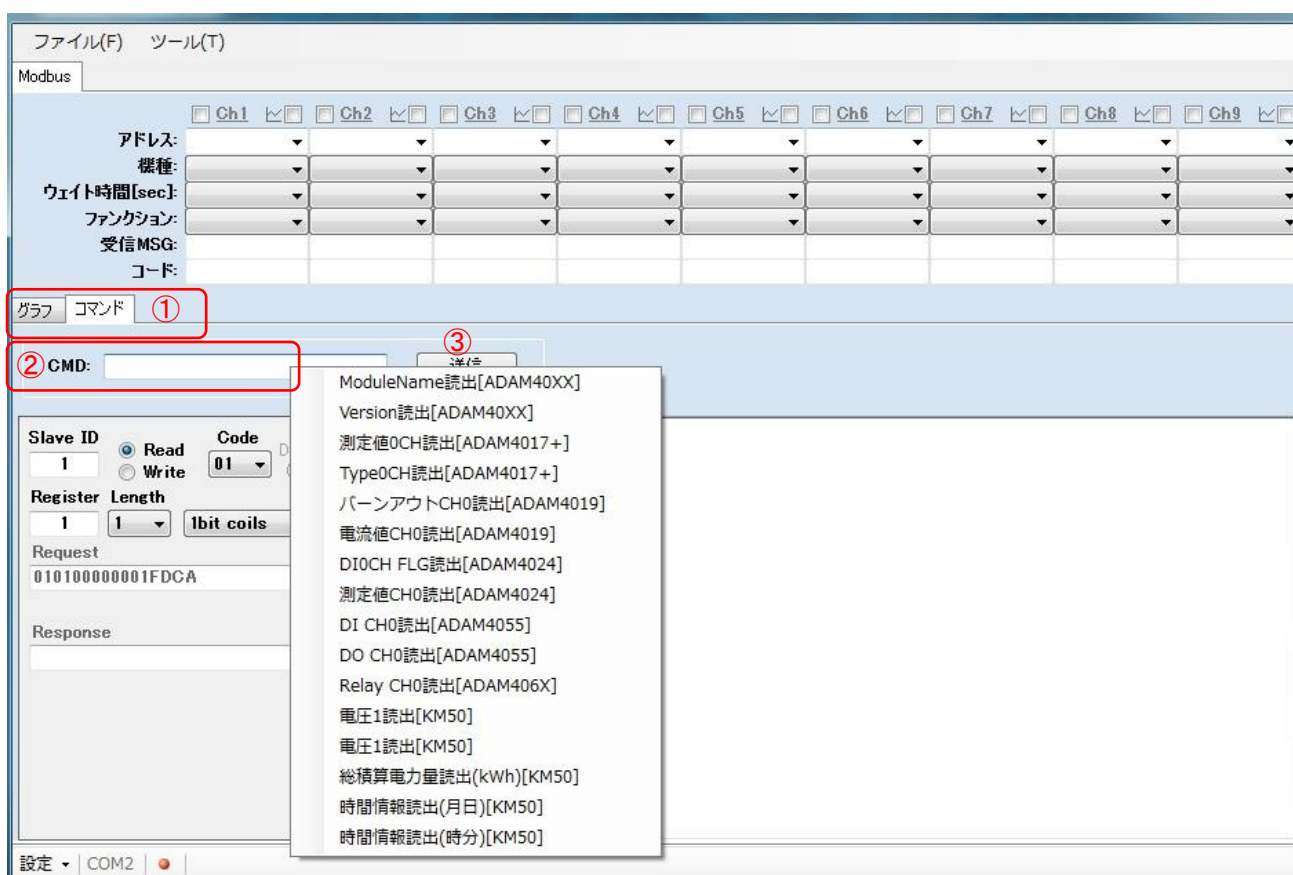 ファイル(F) ツール(T)
Modbus
Ch1 Ch2 Ch3 Ch4 Ch5 Ch6 Ch7 Ch8 Ch9
アドレス:
機種:
ウェイト時間[sec]:
ファンクション:
受信MSG:
コード:
グラフ コマンド ①
③
② CMD: 送信
ModuleName読出[ADAM40XX]
Version読出[ADAM40XX]
測定値0CH読出[ADAM4017+]
Type0CH読出[ADAM4017+]
バーンアウトCH0読出[ADAM4019]
電流値CH0読出[ADAM4019]
DI0CH FLG読出[ADAM4024]
測定値CH0読出[ADAM4024]
DI CH0読出[ADAM4055]
DO CH0読出[ADAM4055]
Relay CH0読出[ADAM406X]
電圧1読出[KM50]
電圧1読出[KM50]
総積算電力量読出(kWh)[KM50]
時間情報読出(月日)[KM50]
時間情報読出(時分)[KM50]
Slave ID Read Code
1 Write 01
Register Length
1 1 1bit coils
Request
010100000001FDCA
Response
設定 COM2